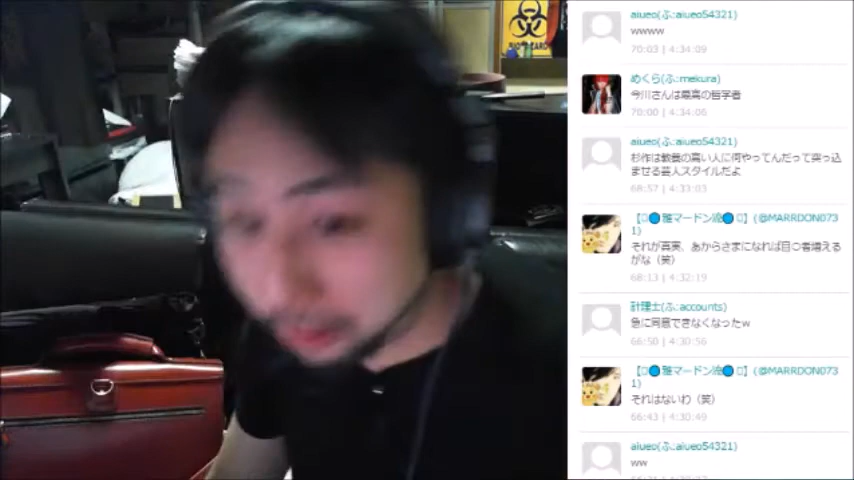 BIOHAZARD
aiueo(ふ:aiueo54321)
wwww
70:03 | 4:34:09
めくら(ふ:mekura)
今川さんは最高の哲学者
70:00 | 4:34:06
aiueo(ふ:aiueo54321)
杉作は教養の高い人に何やってんだって突っ込
ませる芸人スタイルだよ
68:57 | 4:33:03
雅マードン流 (@MARRDON073
1)
それが真実、あからさまになれば目○者増える
がな（笑）
68:13 | 4:32:19
計理士(ふ:accounts)
急に同意できなくなったw
66:50 | 4:30:56
雅マードン流 (@MARRDON073
1)
それはないわ（笑）
66:43 | 4:30:49
aiueo(ふ:aiueo54321)
ww